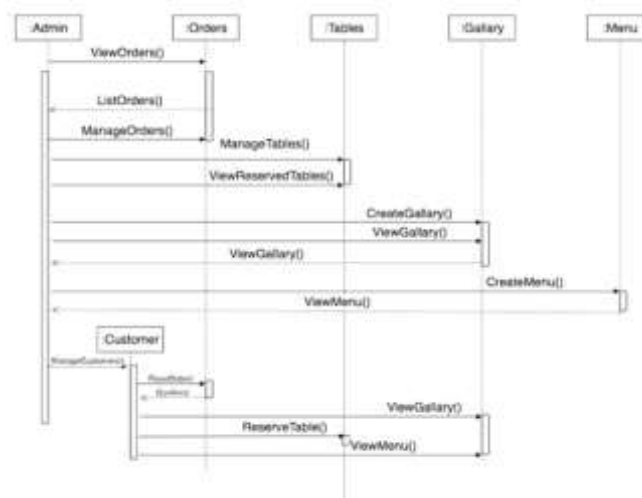 :Admin
:Orders
:Tables
:Gallary
:Menu
ViewOrders()
ListOrders()
ManageOrders()
ManageTables()
ViewReservedTables()
CreateGallary()
ViewGallary()
ViewGallary()
CreateMenu()
ViewMenu()
:Customer
ManageCustomers()
ViewGallary()
ReserveTable()
ViewMenu()